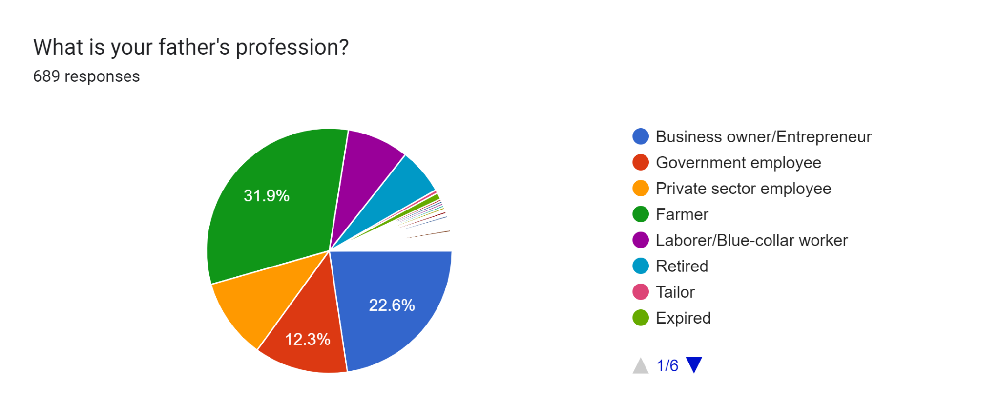 What is your father's profession?
689 responses
31.9%
22.6%
12.3%
Business owner/Entrepreneur
Government employee
Private sector employee
Farmer
Laborer/Blue-collar worker
Retired
Tailor
Expired
1/6